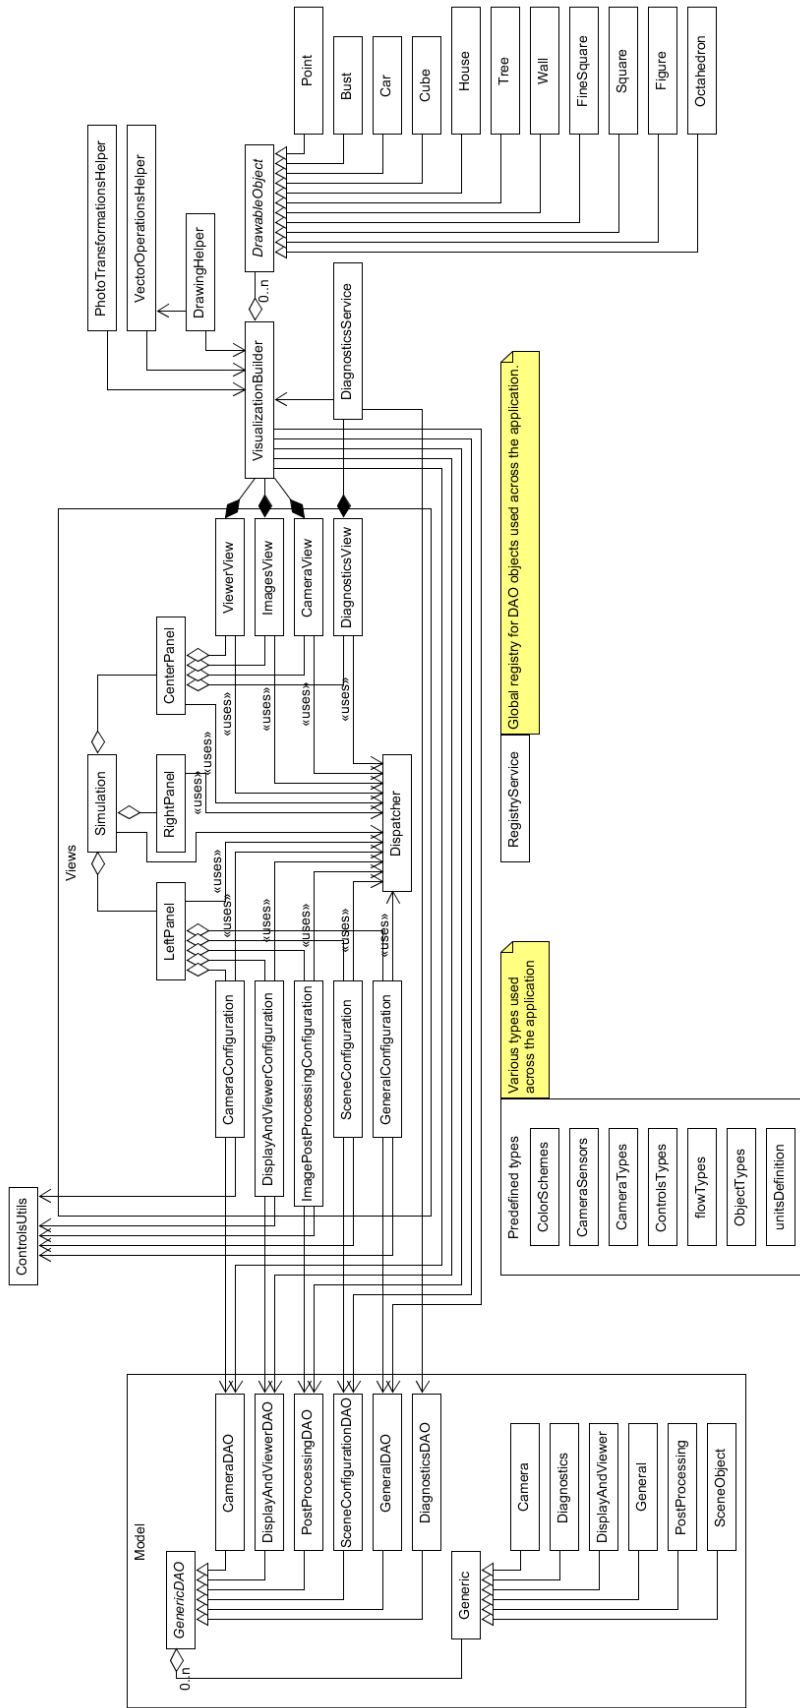 Model
GenericDAO
0..n
CameraDAO
DisplayAndViewerDAO
PostProcessingDAO
SceneConfigurationDAO
GeneralDAO
DiagnosticsDAO
Generic
Camera
Diagnostics
DisplayAndViewer
General
PostProcessing
SceneObject
ControlsUtils
Views
Simulation
LeftPanel
RightPanel
CenterPanel
CameraConfiguration
DisplayAndViewerConfiguration
ImagePostProcessingConfiguration
SceneConfiguration
GeneralConfiguration
«uses»
«uses»
«uses»
«uses»
«uses»
«uses»
«uses»
«uses»
«uses»
«uses»
«uses»
«uses»
Dispatcher
ViewerView
ImagesView
CameraView
DiagnosticsView
PhotoTransformationsHelper
VectorOperationsHelper
DrawingHelper
VisualizationBuilder
0..n
DiagnosticsService
DrawableObject
Point
Bust
Car
Cube
House
Tree
Wall
FineSquare
Square
Figure
Octahedron
Predefined types
ColorSchemes
CameraSensors
CameraTypes
ControlsTypes
flowTypes
ObjectTypes
unitsDefinition
Various types used
across the application
RegistryService
Global registry for DAO objects used across the application.